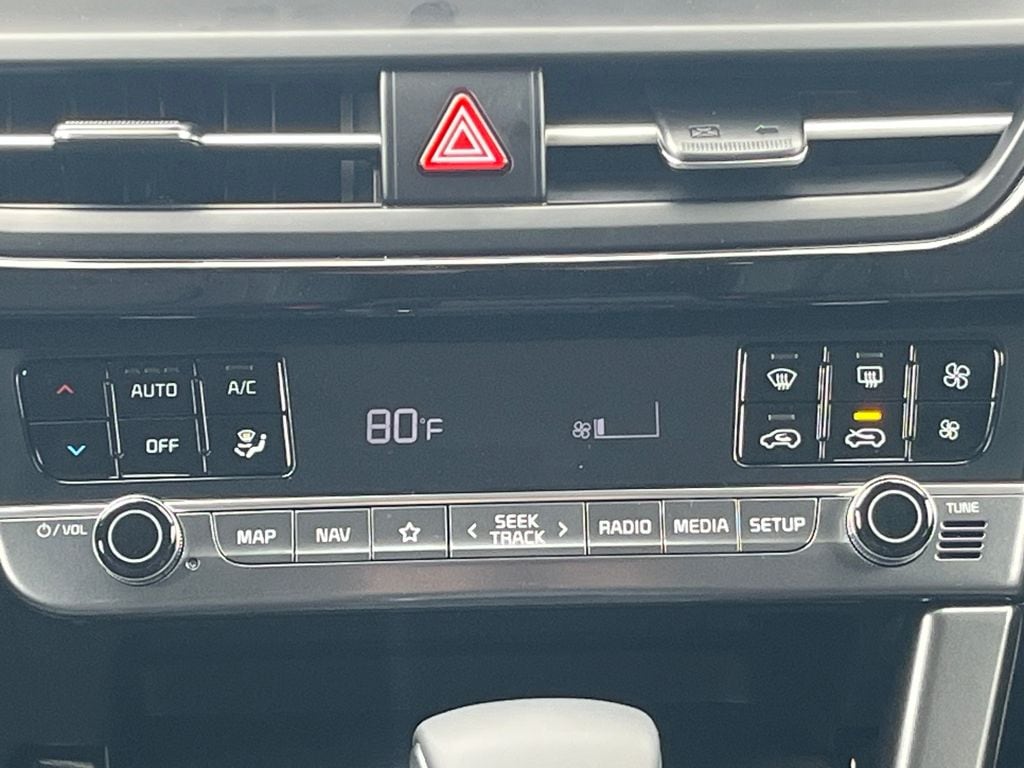 AUTO
A/C
OFF
80°F
⏻/VOL
MAP
NAV
SEEK
TRACK
RADIO
MEDIA
SETUP
TUNE